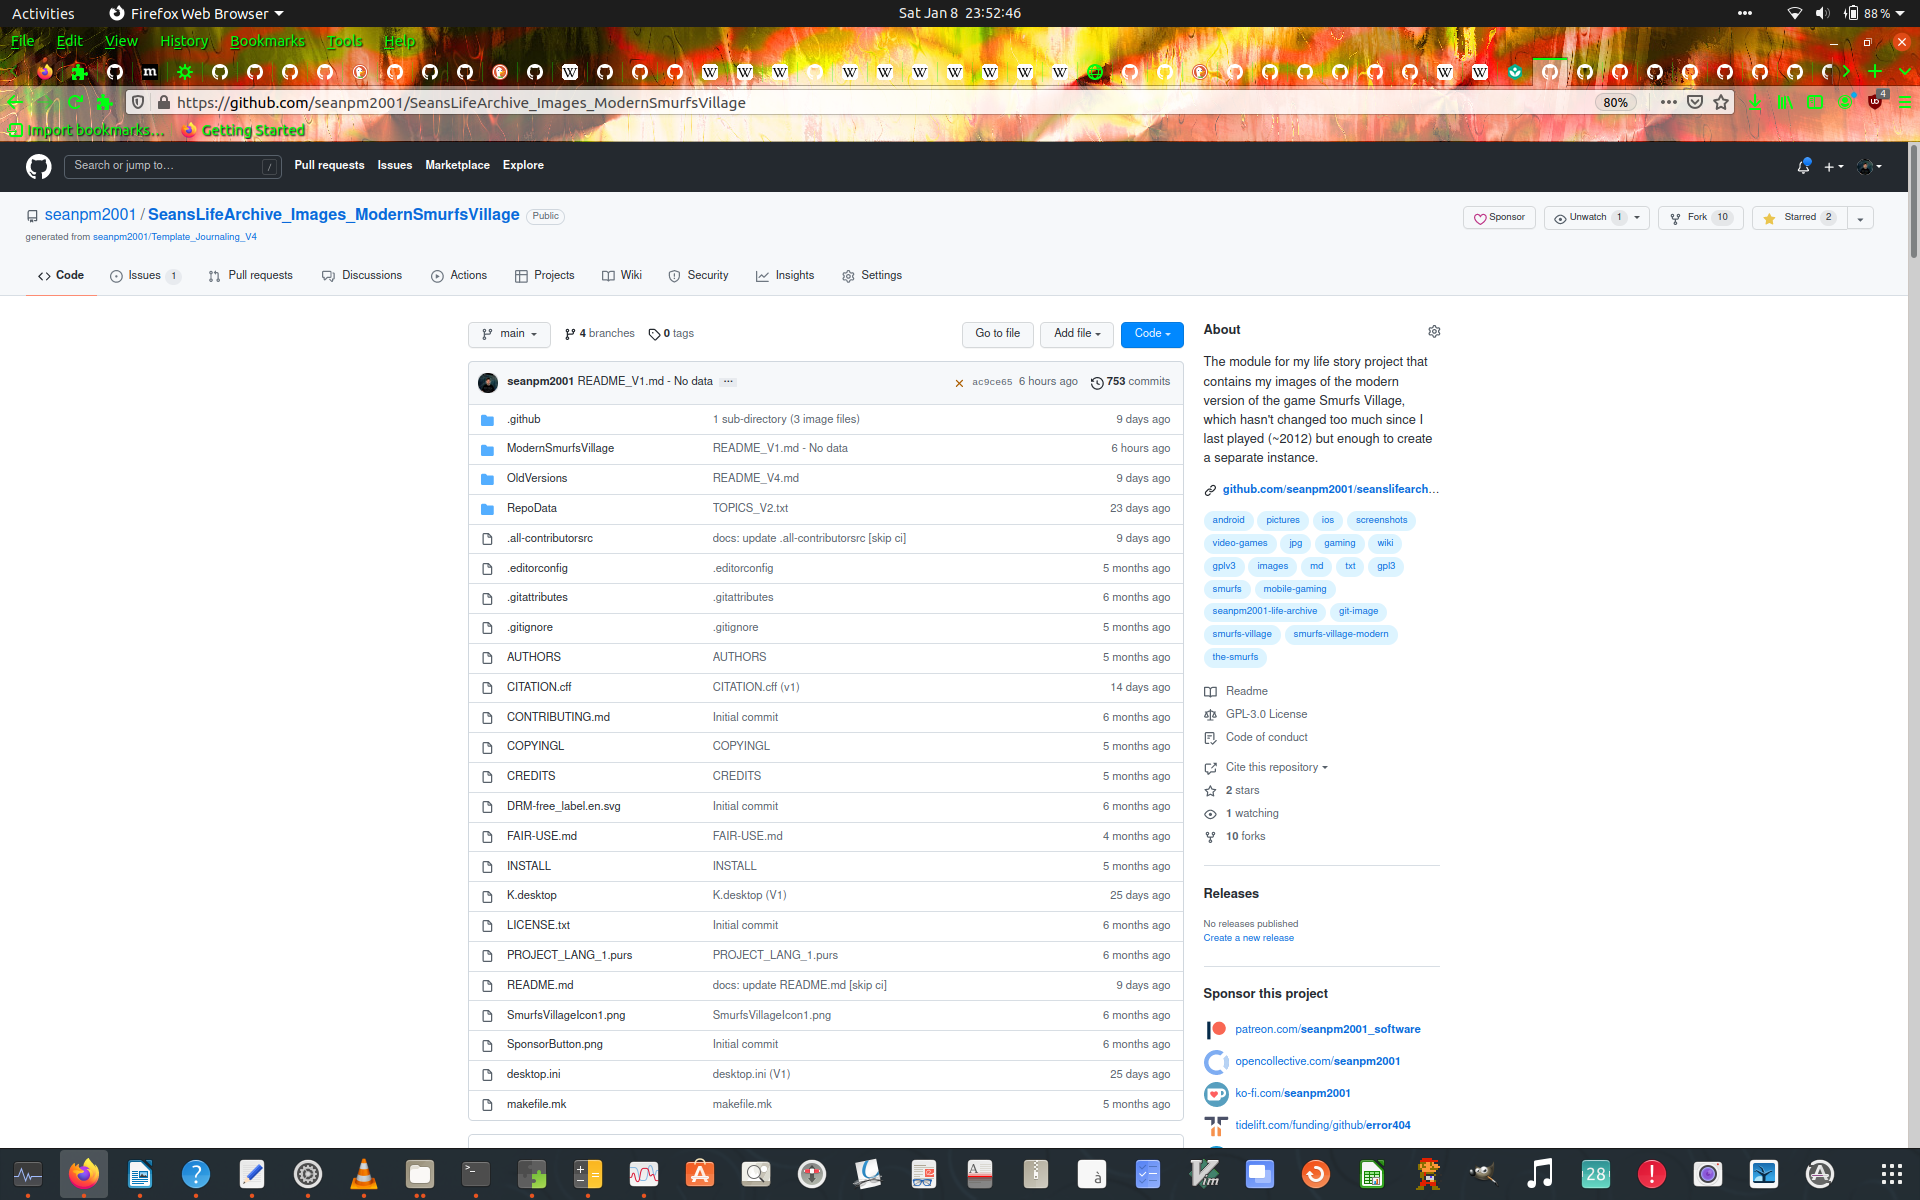 Activities Firefox Web Browser Sat Jan 8 23:52:46 88 %
File Edit View History Bookmarks Tools Help
https://github.com/seanpm2001/SeansLifeArchive_Images_ModernSmurfsVillage 80% 4
Import bookmarks... Getting Started
Search or jump to... / Pull requests Issues Marketplace Explore
seanpm2001 / SeansLifeArchive_Images_ModernSmurfsVillage Public Sponsor Unwatch 1 Fork 10 Starred 2
generated from seanpm2001/Template_Journaling_V4
Code Issues 1 Pull requests Discussions Actions Projects Wiki Security Insights Settings
main 4 branches 0 tags Go to file Add file Code
seanpm2001 README_V1.md - No data ... ac9ce65 6 hours ago 753 commits
.github 1 sub-directory (3 image files) 9 days ago
ModernSmurfsVillage README_V1.md - No data 6 hours ago
OldVersions README_V4.md 9 days ago
RepoData TOPICS_V2.txt 23 days ago
.all-contributorsrc docs: update .all-contributorsrc [skip ci] 9 days ago
.editorconfig .editorconfig 5 months ago
.gitattributes .gitattributes 6 months ago
.gitignore .gitignore 5 months ago
AUTHORS AUTHORS 5 months ago
CITATION.cff CITATION.cff (v1) 14 days ago
CONTRIBUTING.md Initial commit 6 months ago
COPYINGL COPYINGL 5 months ago
CREDITS CREDITS 5 months ago
DRM-free_label.en.svg Initial commit 6 months ago
FAIR-USE.md FAIR-USE.md 4 months ago
INSTALL INSTALL 5 months ago
K.desktop K.desktop (V1) 25 days ago
LICENSE.txt Initial commit 6 months ago
PROJECT_LANG_1.purs PROJECT_LANG_1.purs 6 months ago
README.md docs: update README.md [skip ci] 9 days ago
SmurfsVillageIcon1.png SmurfsVillageIcon1.png 6 months ago
SponsorButton.png Initial commit 6 months ago
desktop.ini desktop.ini (V1) 25 days ago
makefile.mk makefile.mk 5 months ago
About
The module for my life story project that
contains my images of the modern
version of the game Smurfs Village,
which hasn't changed too much since I
last played (~2012) but enough to create
a separate instance.
github.com/seanpm2001/seanslifearch...
android pictures ios screenshots
video-games jpg gaming wiki
gplv3 images md txt gpl3
smurfs mobile-gaming
seanpm2001-life-archive git-image
smurfs-village smurfs-village-modern
the-smurfs
Readme
GPL-3.0 License
Code of conduct
Cite this repository
2 stars
1 watching
10 forks
Releases
No releases published
Create a new release
Sponsor this project
patreon.com/seanpm2001_software
opencollective.com/seanpm2001
ko-fi.com/seanpm2001
tidelift.com/funding/github/error404
28